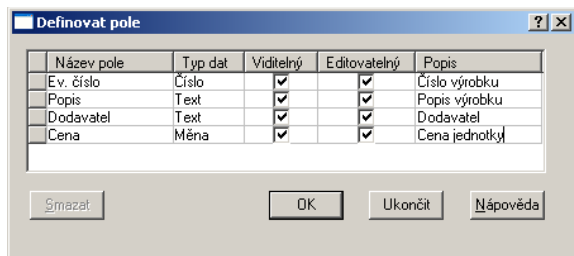 Definovat pole
Název pole Typ dat Viditelný Editovatelný Popis
Ev. číslo Číslo Číslo výrobku
Popis Text Popis výrobku
Dodavatel Text Dodavatel
Cena Měna Cena jednotky
Smazat OK Ukončit Nápověda